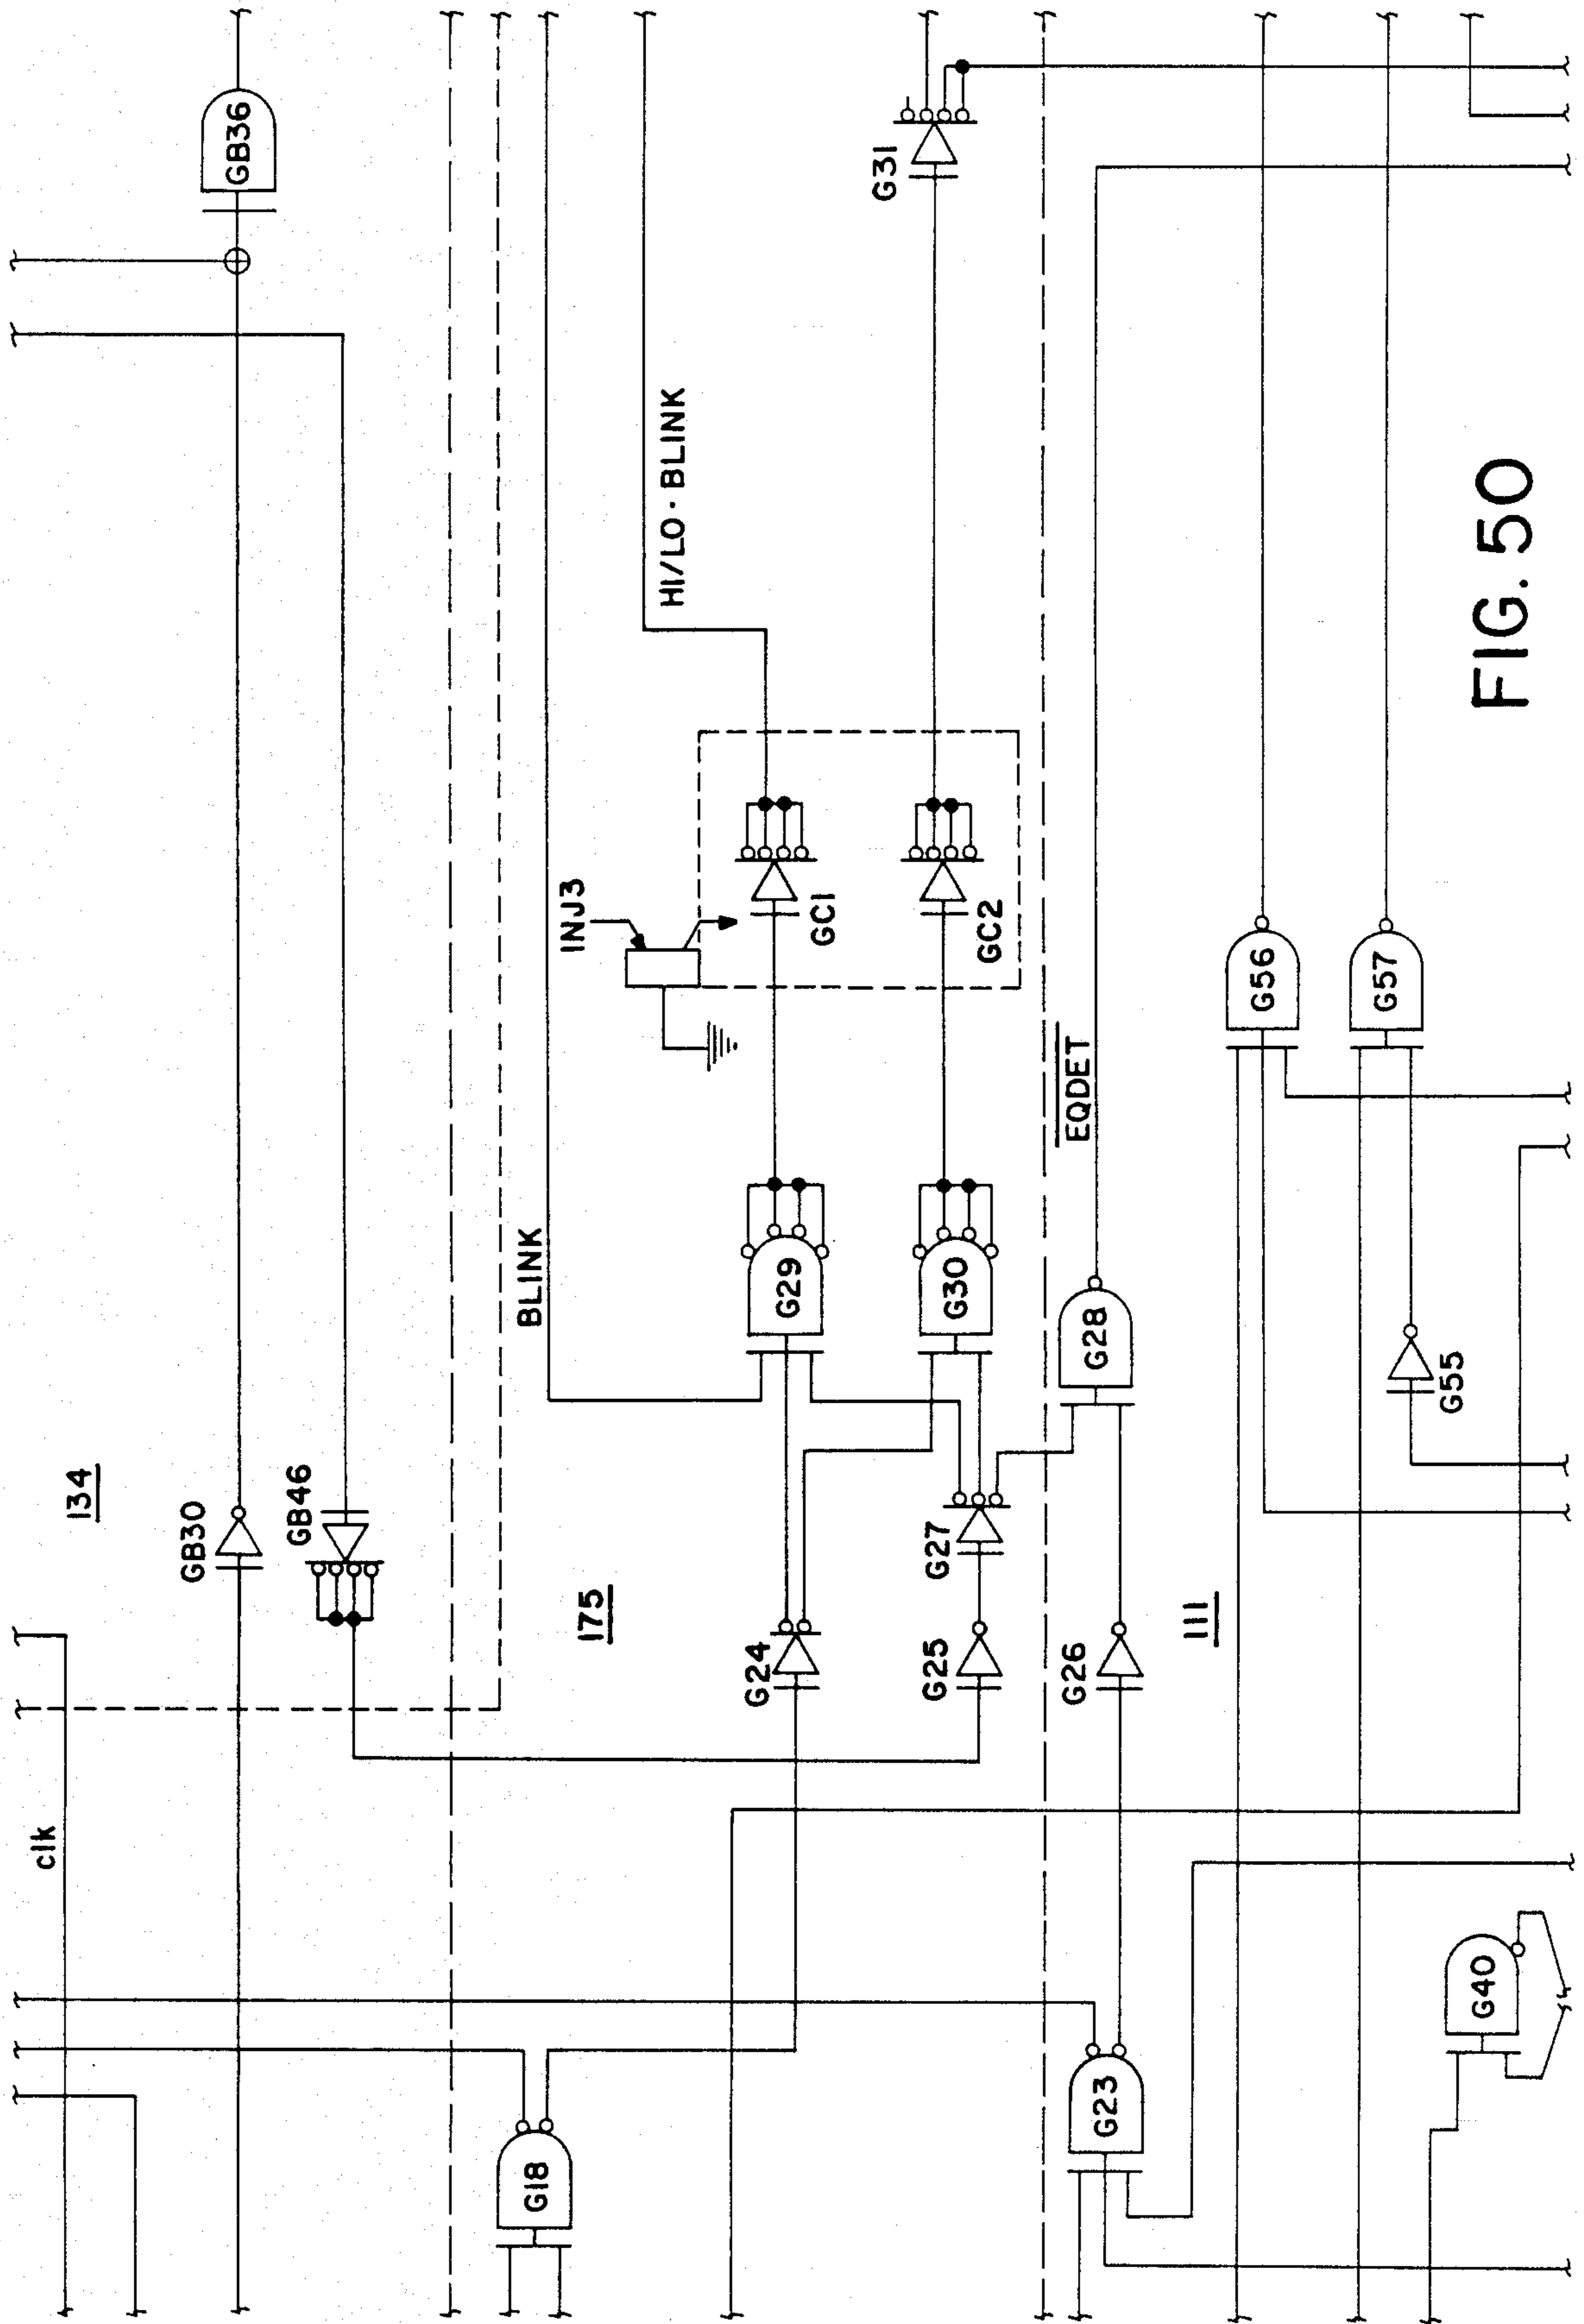 134
clk
GB30
GB46
GB36
BLINK
HI/LO·BLINK
175
INJ3
G18
G24
G29
GC1
G25
G27
G30
GC2
G31
EQDET
G23
G26
G28
111
G56
G57
G55
G40
FIG. 50